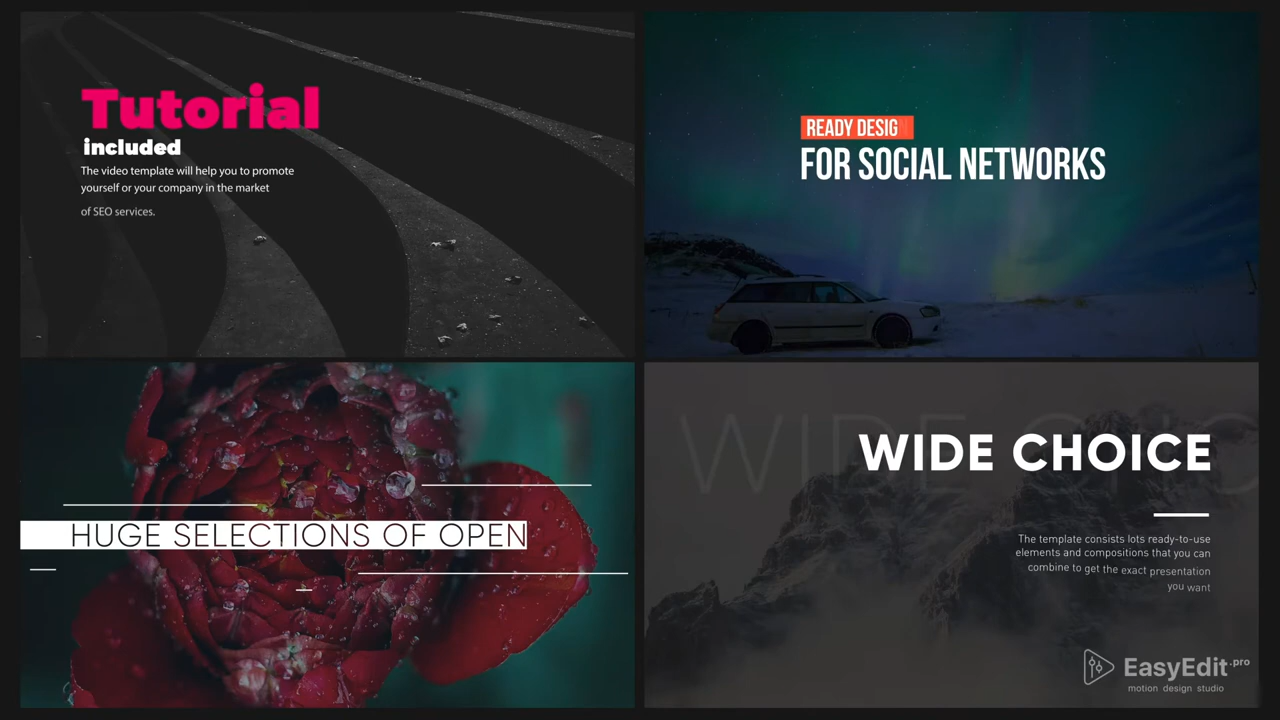 Tutorial
included
The video template will help you to promote
yourself or your company in the market
of SEO services.
READY DESIG
FOR SOCIAL NETWORKS
HUGE SELECTIONS OF OPEN
WIDE CHO
WIDE CHOICE
The template consists lots ready-to-use
elements and compositions that you can
combine to get the exact presentation
you want
EasyEdit.pro
motion design studio